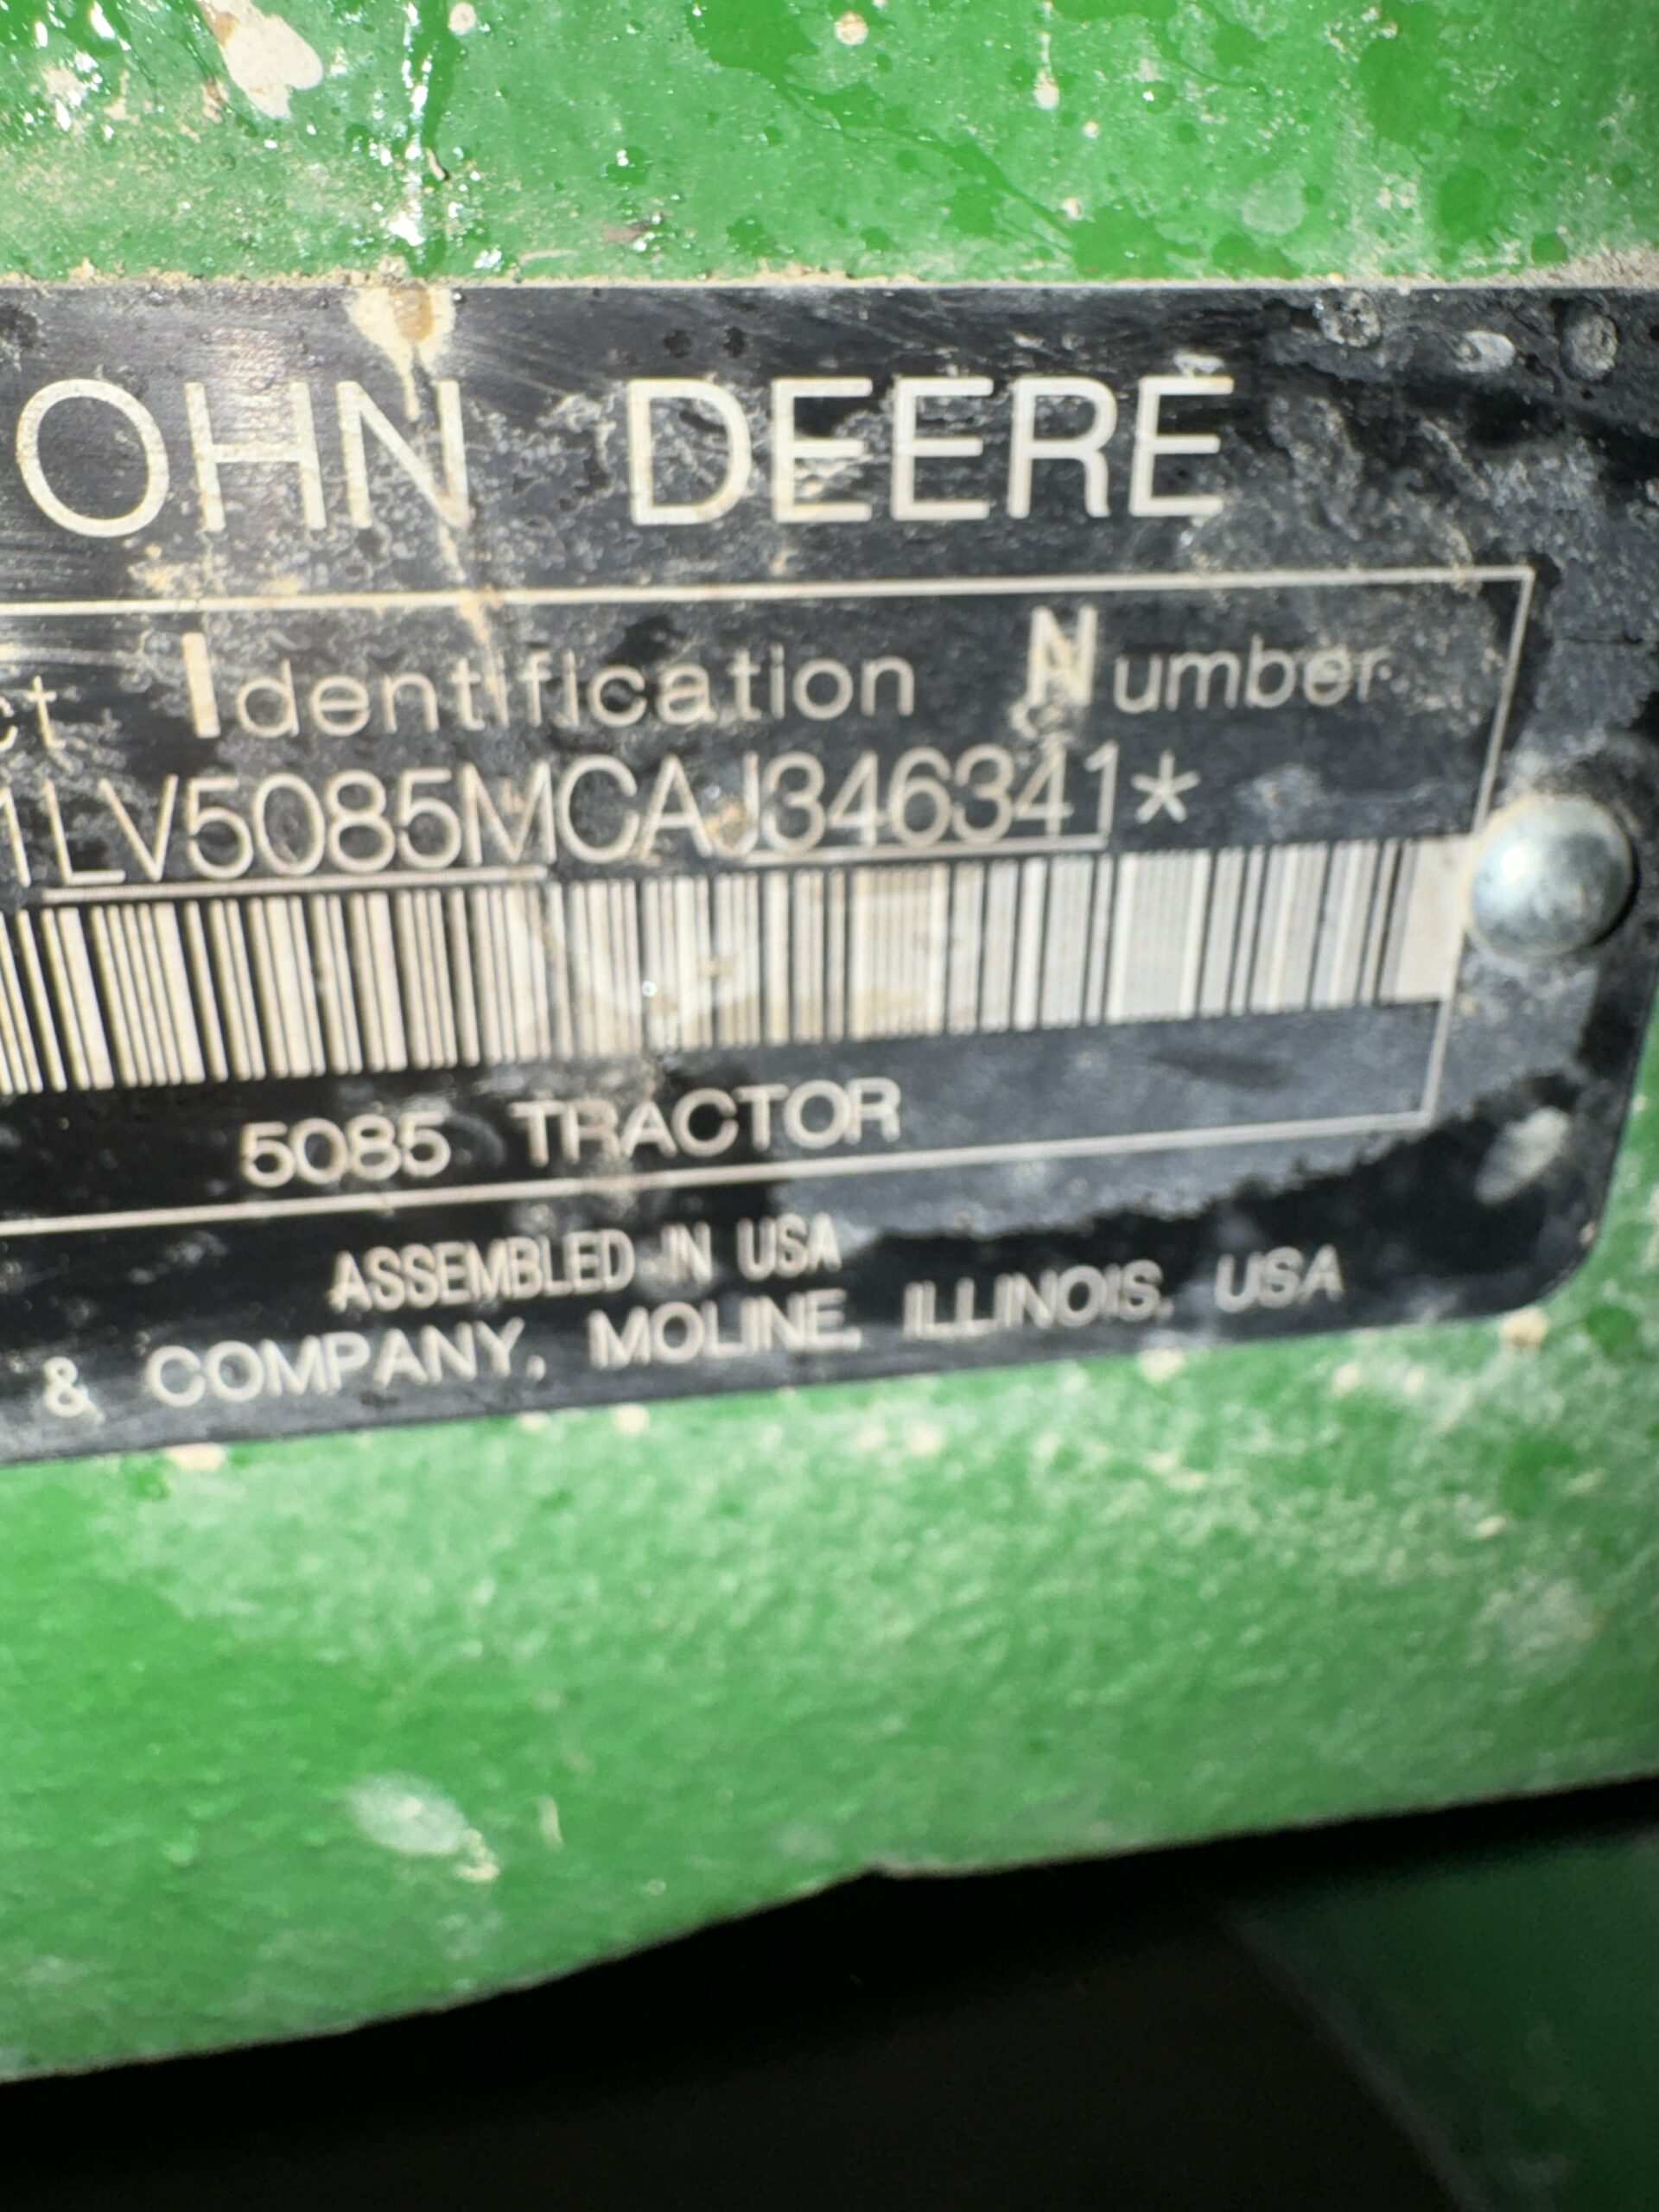 OHN DEERE
ct Identification Number
1LV5085MCAJ346341*
5085 TRACTOR
ASSEMBLED IN USA
& COMPANY, MOLINE, ILLINOIS, USA